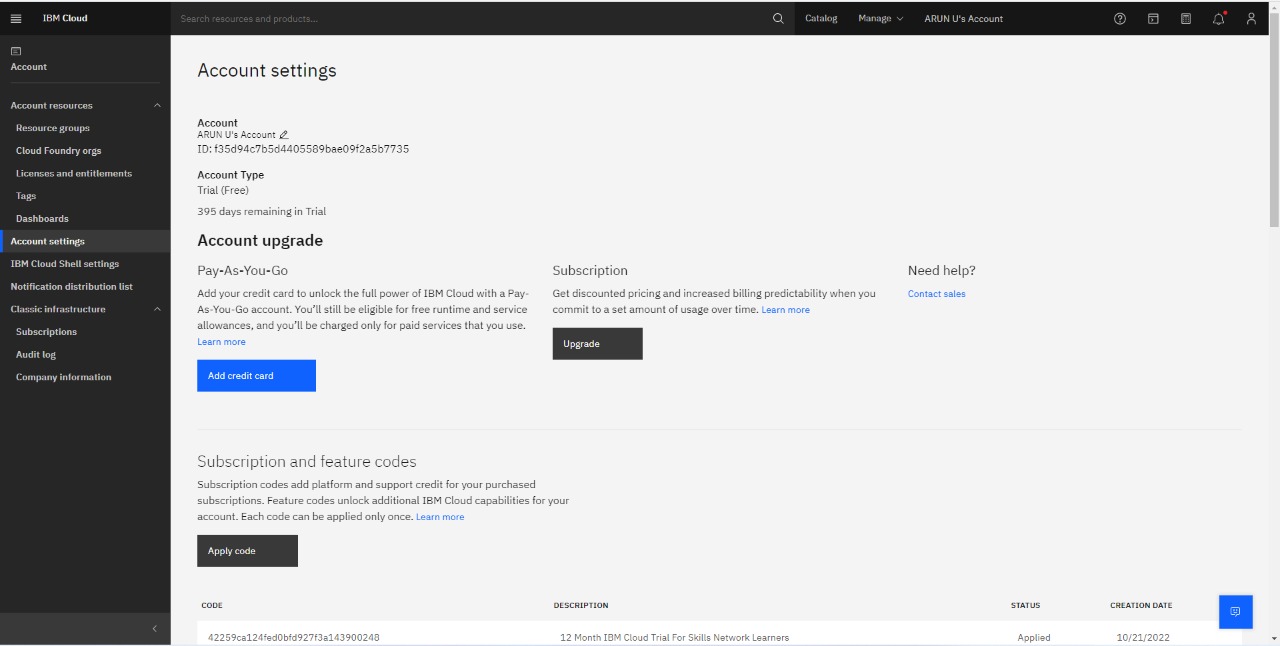 IBM Cloud
Search resources and products...
Catalog
Manage
ARUN U's Account
Account
Account resources
Resource groups
Cloud Foundry orgs
Licenses and entitlements
Tags
Dashboards
Account settings
IBM Cloud Shell settings
Notification distribution list
Classic infrastructure
Subscriptions
Audit log
Company information
Account settings
Account
ARUN U's Account
ID: f35d94c7b5d4405589bae09f2a5b7735
Account Type
Trial (Free)
395 days remaining in Trial
Account upgrade
Pay-As-You-Go
Add your credit card to unlock the full power of IBM Cloud with a Pay-
As-You-Go account. You’ll still be eligible for free runtime and service
allowances, and you’ll be charged only for paid services that you use.
Learn more
Add credit card
Subscription
Get discounted pricing and increased billing predictability when you
commit to a set amount of usage over time. Learn more
Upgrade
Need help?
Contact sales
Subscription and feature codes
Subscription codes add platform and support credit for your purchased
subscriptions. Feature codes unlock additional IBM Cloud capabilities for your
account. Each code can be applied only once. Learn more
Apply code
CODE DESCRIPTION STATUS CREATION DATE
42259ca124fed0bfd927f3a143900248 12 Month IBM Cloud Trial For Skills Network Learners Applied 10/21/2022